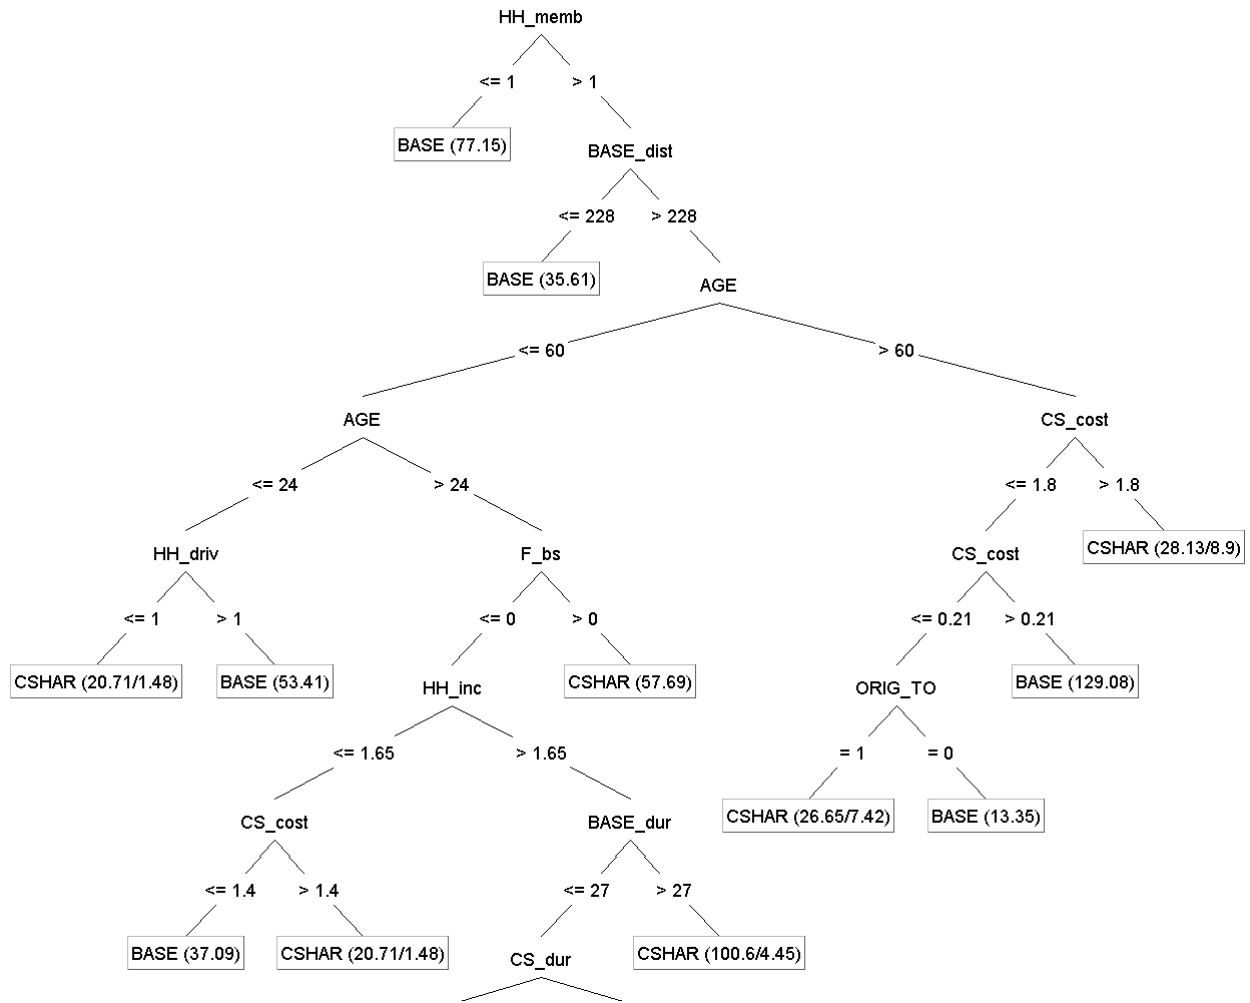 HH_memb
<= 1 > 1
BASE (77.15)
BASE_dist
<= 228 > 228
BASE (35.61)
AGE
<= 60 > 60
AGE CS_cost
<= 24 > 24 <= 1.8 > 1.8
HH_driv F_bs CS_cost CSHAR (28.13/8.9)
<= 1 > 1 <= 0 > 0 <= 0.21 > 0.21
CSHAR (20.71/1.48) BASE (53.41) HH_inc CSHAR (57.69) ORIG_TO BASE (129.08)
<= 1.65 > 1.65 = 1 = 0
CS_cost BASE_dur CSHAR (26.65/7.42) BASE (13.35)
<= 1.4 > 1.4 <= 27 > 27
BASE (37.09) CSHAR (20.71/1.48) CS_dur CSHAR (100.6/4.45)